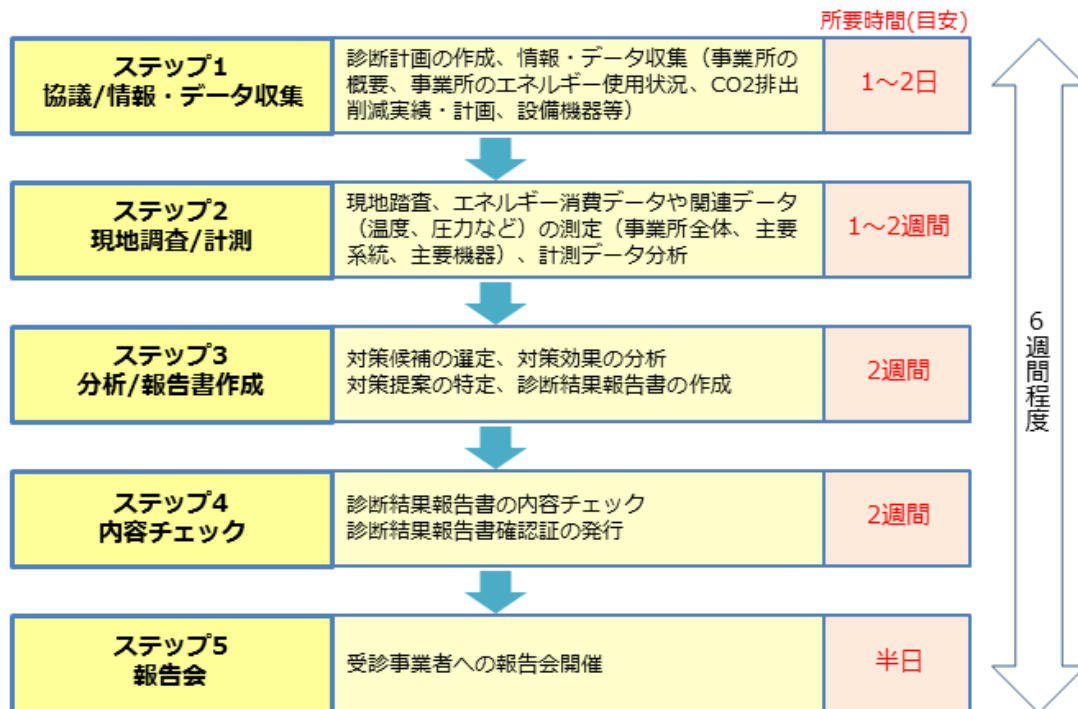 所要時間(目安)
ステップ1
協議/情報・データ収集
診断計画の作成、情報・データ収集（事業所の
概要、事業所のエネルギー使用状況、CO2排出
削減実績・計画、設備機器等）
1～2日
ステップ2
現地調査/計測
現地踏査、エネルギー消費データや関連データ
（温度、圧力など）の測定（事業所全体、主要
系統、主要機器）、計測データ分析
1～2週間
ステップ3
分析/報告書作成
対策候補の選定、対策効果の分析
対策提案の特定、診断結果報告書の作成
2週間
ステップ4
内容チェック
診断結果報告書の内容チェック
診断結果報告書確認証の発行
2週間
ステップ5
報告会
受診事業者への報告会開催
半日
6週間程度